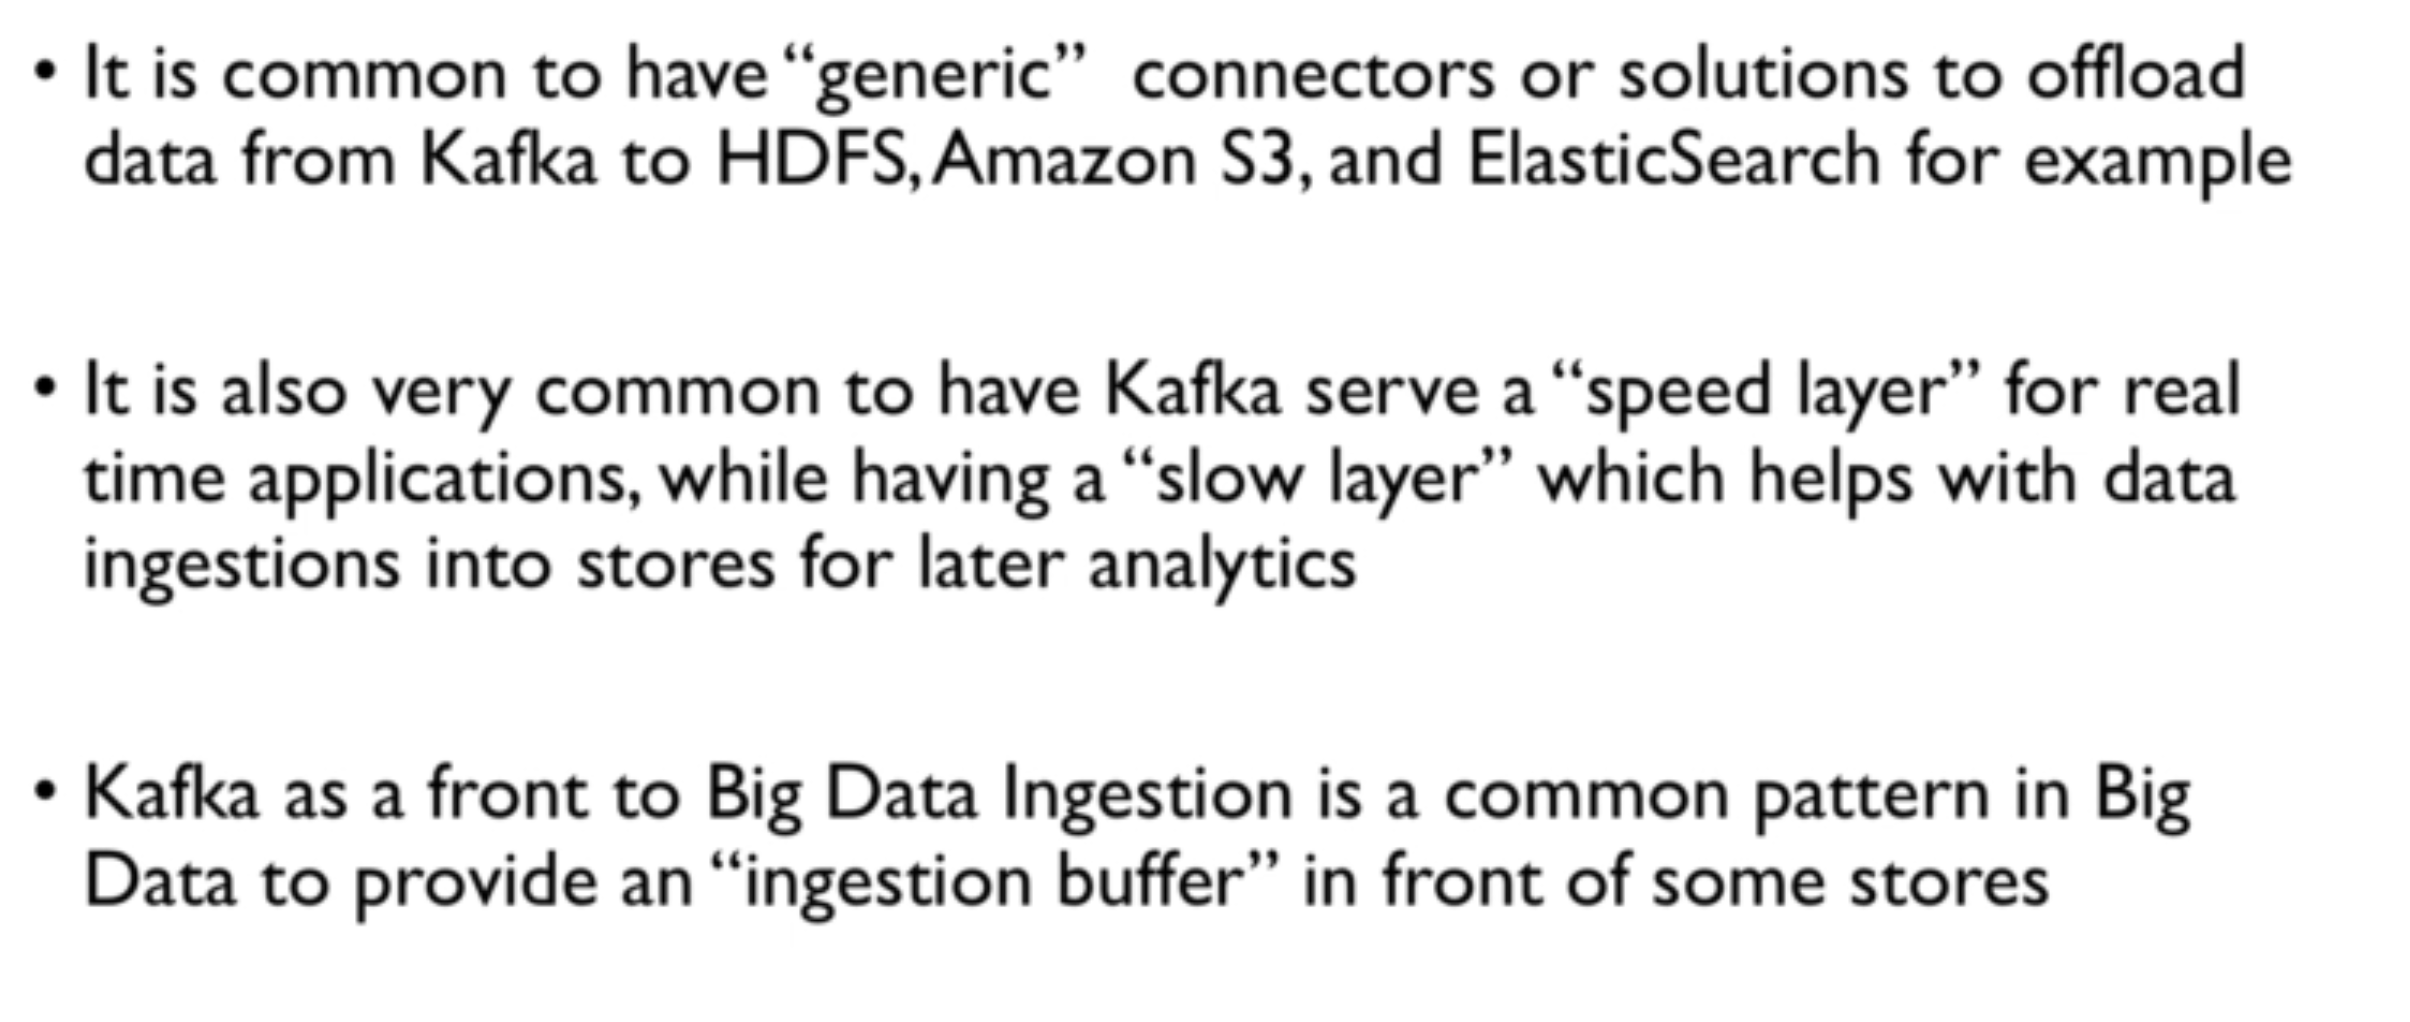 • It is common to have “generic” connectors or solutions to offload
data from Kafka to HDFS, Amazon S3, and ElasticSearch for example
• It is also very common to have Kafka serve a “speed layer” for real
time applications, while having a “slow layer” which helps with data
ingestions into stores for later analytics
• Kafka as a front to Big Data Ingestion is a common pattern in Big
Data to provide an “ingestion buffer” in front of some stores